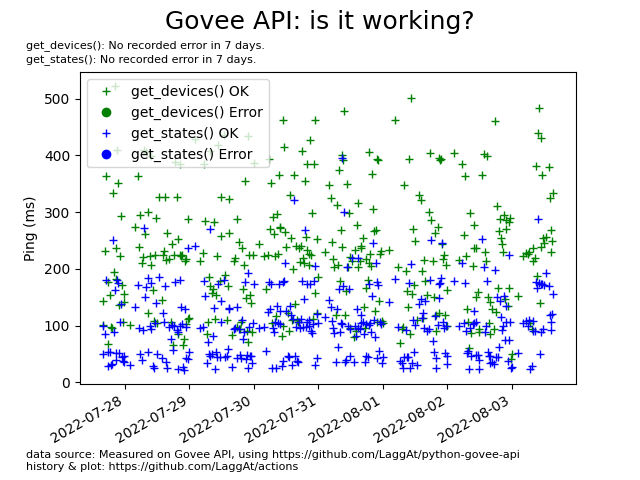 Govee API: is it working?
get_devices(): No recorded error in 7 days.
get_states(): No recorded error in 7 days.
get_devices() OK
get_devices() Error
get_states() OK
get_states() Error
Ping (ms)
500
400
300
200
100
0
2022-07-28
2022-07-29
2022-07-30
2022-07-31
2022-08-01
2022-08-02
2022-08-03
data source: Measured on Govee API, using https://github.com/LaggAt/python-govee-api
history & plot: https://github.com/LaggAt/actions